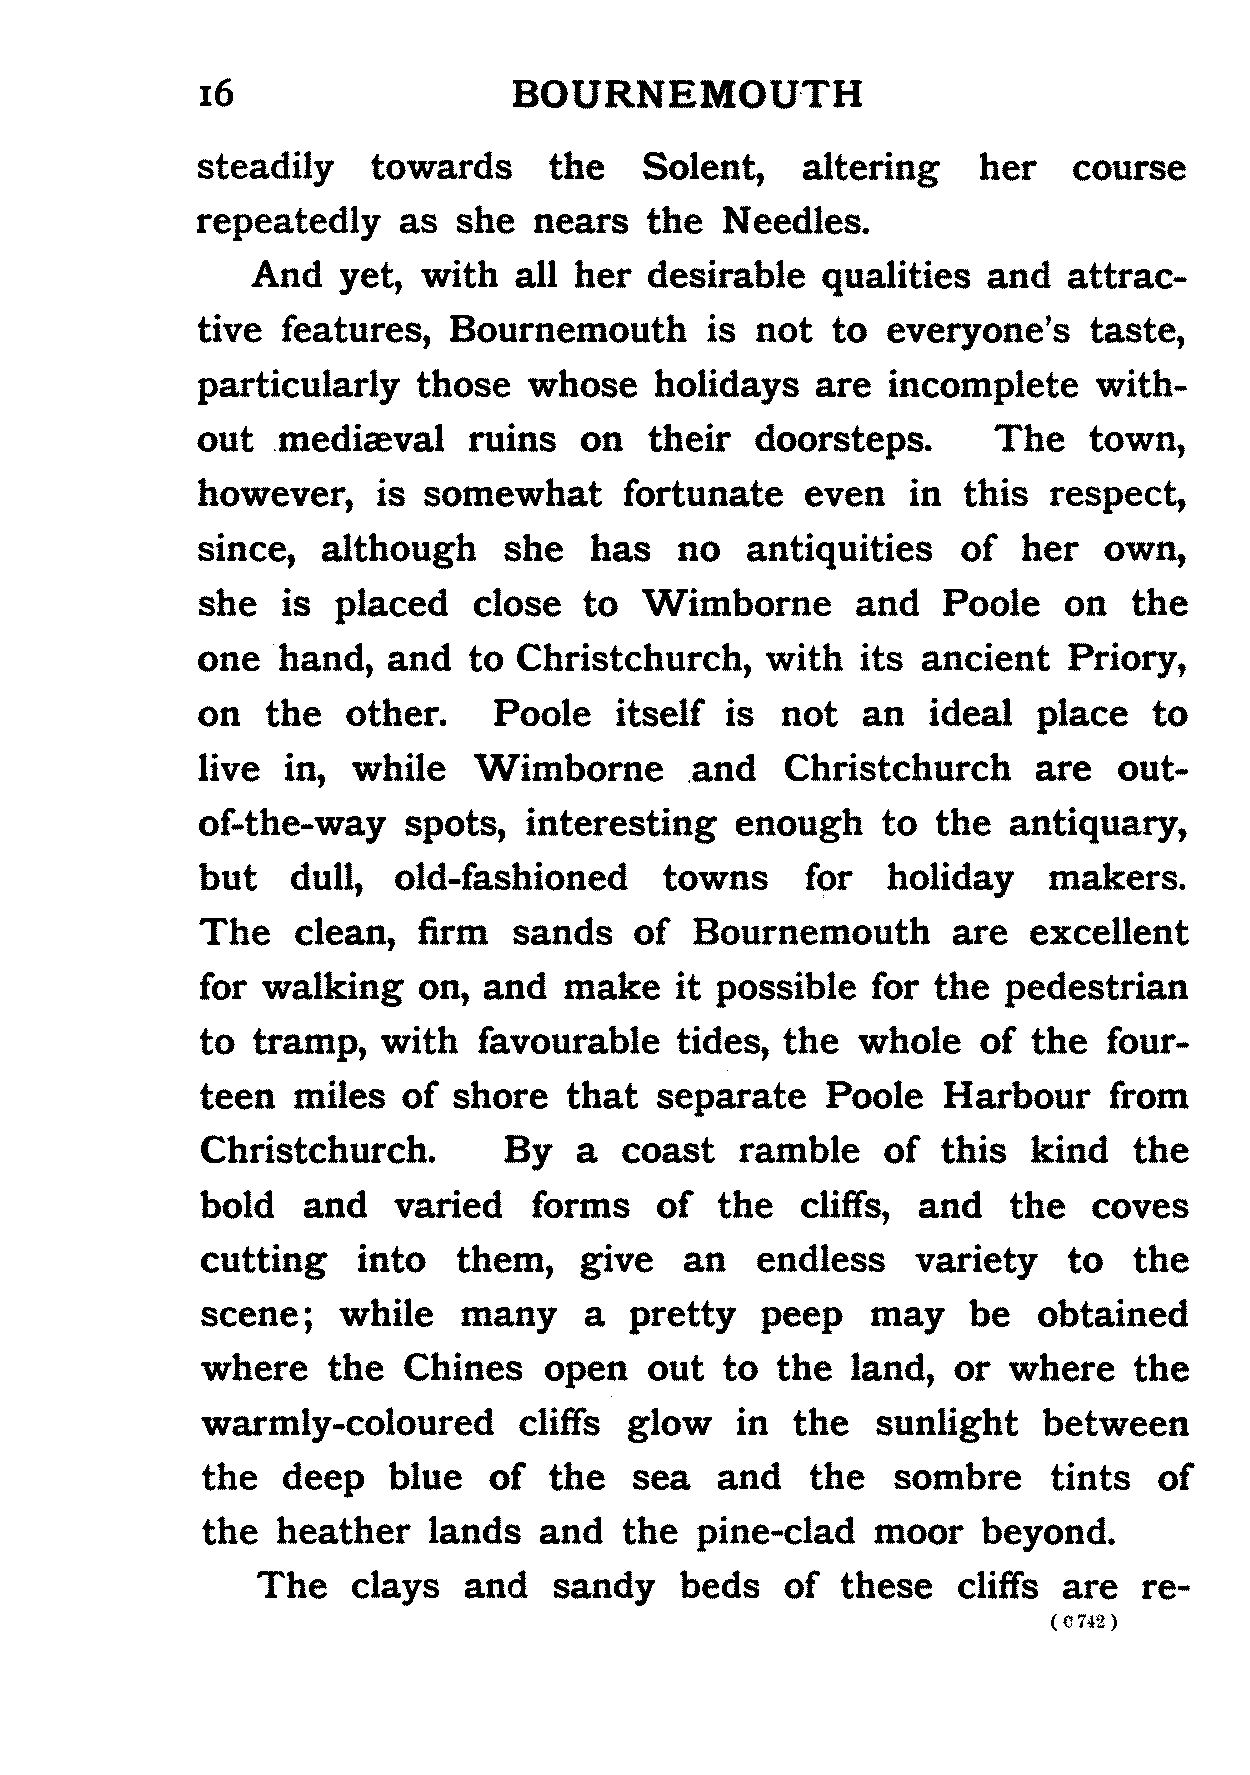 16 BOURNEMOUTH
steadily towards the Solent, altering her course
repeatedly as she nears the Needles.
And yet, with all her desirable qualities and attrac-
tive features, Bournemouth is not to everyone's taste,
particularly those whose holidays are incomplete with-
out mediæval ruins on their doorsteps. The town,
however, is somewhat fortunate even in this respect,
since, although she has no antiquities of her own,
she is placed close to Wimborne and Poole on the
one hand, and to Christchurch, with its ancient Priory,
on the other. Poole itself is not an ideal place to
live in, while Wimborne and Christchurch are out-
of-the-way spots, interesting enough to the antiquary,
but dull, old-fashioned towns for holiday makers.
The clean, firm sands of Bournemouth are excellent
for walking on, and make it possible for the pedestrian
to tramp, with favourable tides, the whole of the four-
teen miles of shore that separate Poole Harbour from
Christchurch. By a coast ramble of this kind the
bold and varied forms of the cliffs, and the coves
cutting into them, give an endless variety to the
scene; while many a pretty peep may be obtained
where the Chines open out to the land, or where the
warmly-coloured cliffs glow in the sunlight between
the deep blue of the sea and the sombre tints of
the heather lands and the pine-clad moor beyond.
The clays and sandy beds of these cliffs are re-
(C 742)